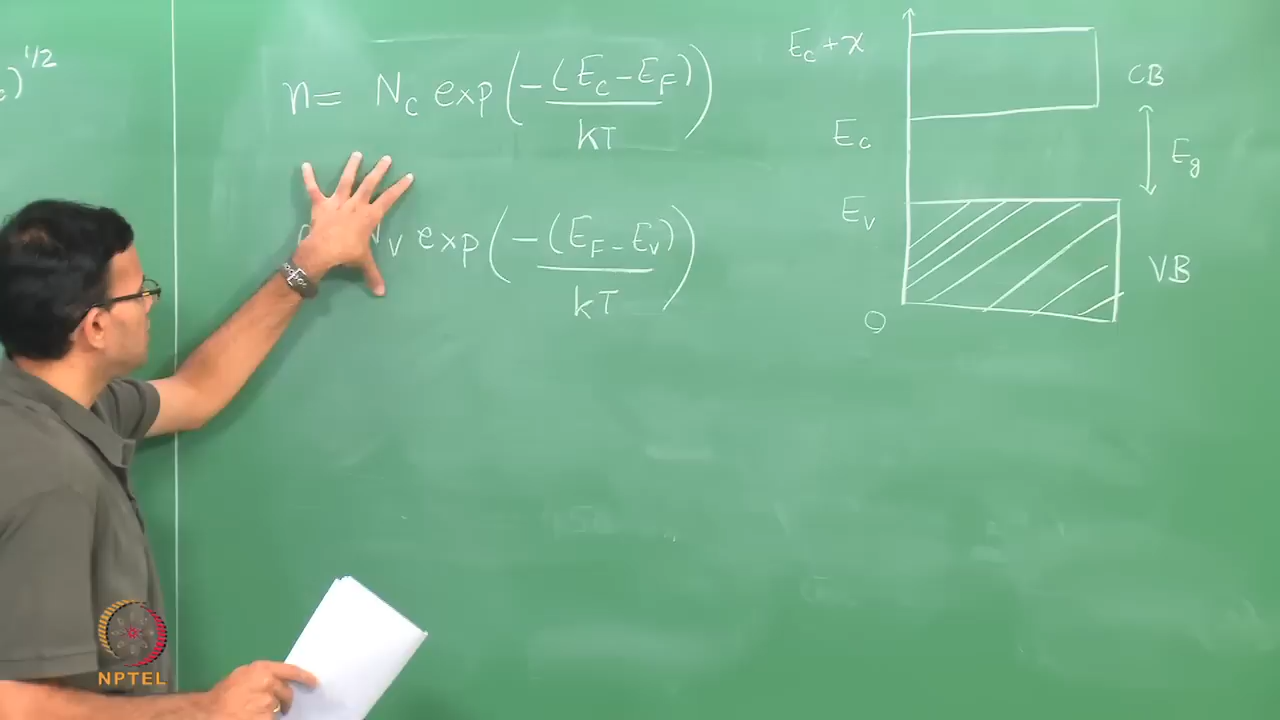 )^{1/2}
n = N_C exp(-(E_C - E_F)/kT)
N_V exp(-(E_F - E_V)/kT)
E_C + χ
CB
E_C
E_g
E_V
VB
0
NPTEL